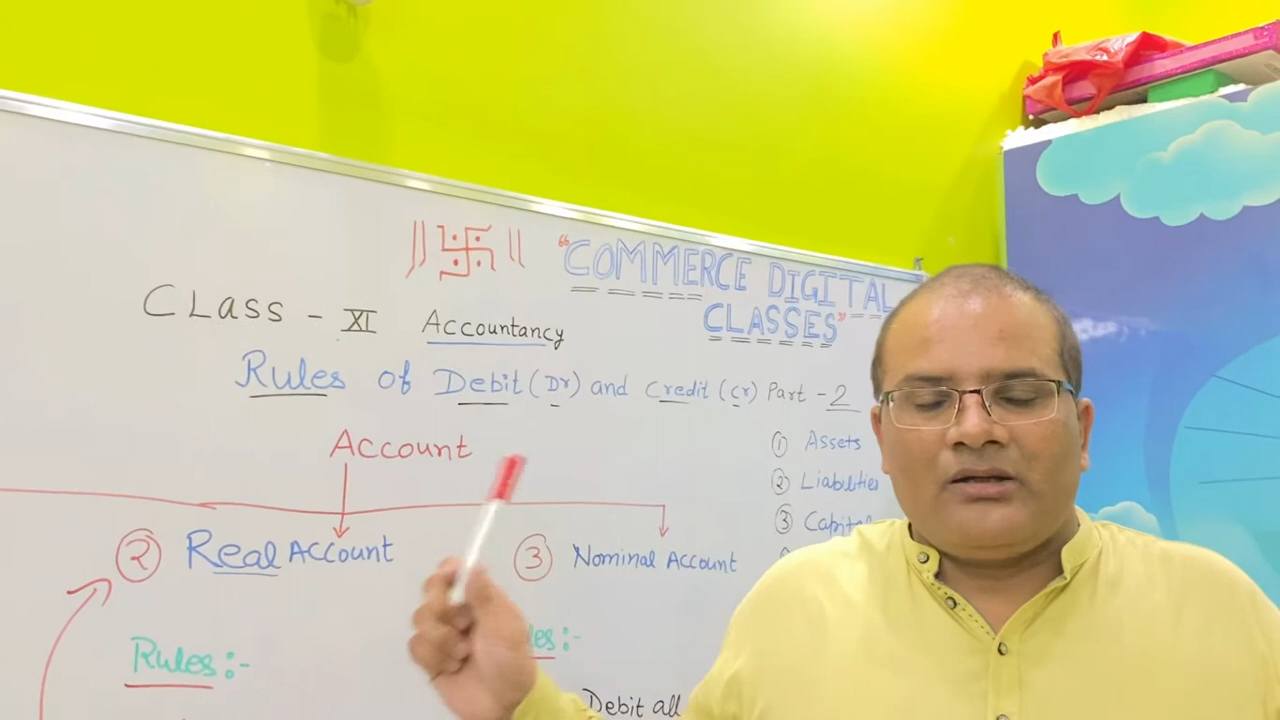 || 卐 || "COMMERCE DIGITAL
CLASSES"
CLASS - XI Accountancy
Rules of Debit (Dr) and Credit (Cr) Part - 2
Account
① Assets
② Liabilities
③ Capital
② Real Account
③ Nominal Account
Rules:-
Debit all